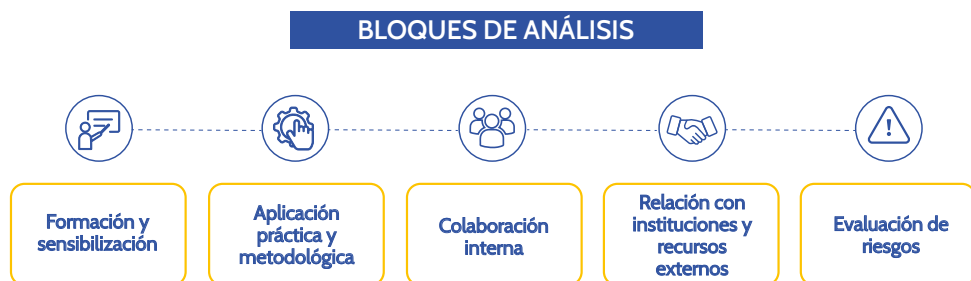 BLOQUES DE ANÁLISIS
Formación y
sensibilización
Aplicación
práctica y
metodológica
Colaboración
interna
Relación con
instituciones y
recursos
externos
Evaluación de
riesgos